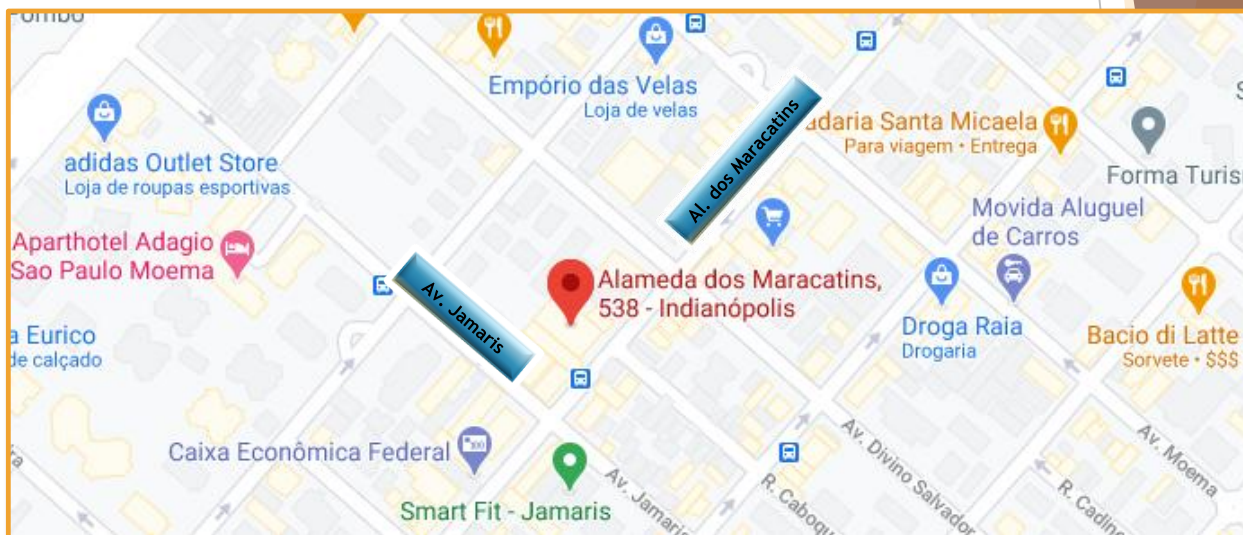 Empório das Velas
Loja de velas
adidas Outlet Store
Loja de roupas esportivas
Al. dos Maracatins
adaria Santa Micaela
Para viagem • Entrega
Forma Turis
Movida Aluguel
de Carros
Aparthotel Adagio
Sao Paulo Moema
Alameda dos Maracatins,
538 - Indianópolis
Av. Jamaris
a Eurico
de calçado
Droga Raia
Drogaria
Bacio di Latte
Sorvete • $$$
Caixa Econômica Federal
Smart Fit - Jamaris
Av. Jamaris
R. Caboqu
Av. Divino Salvador
R. Cadin
Av. Moema